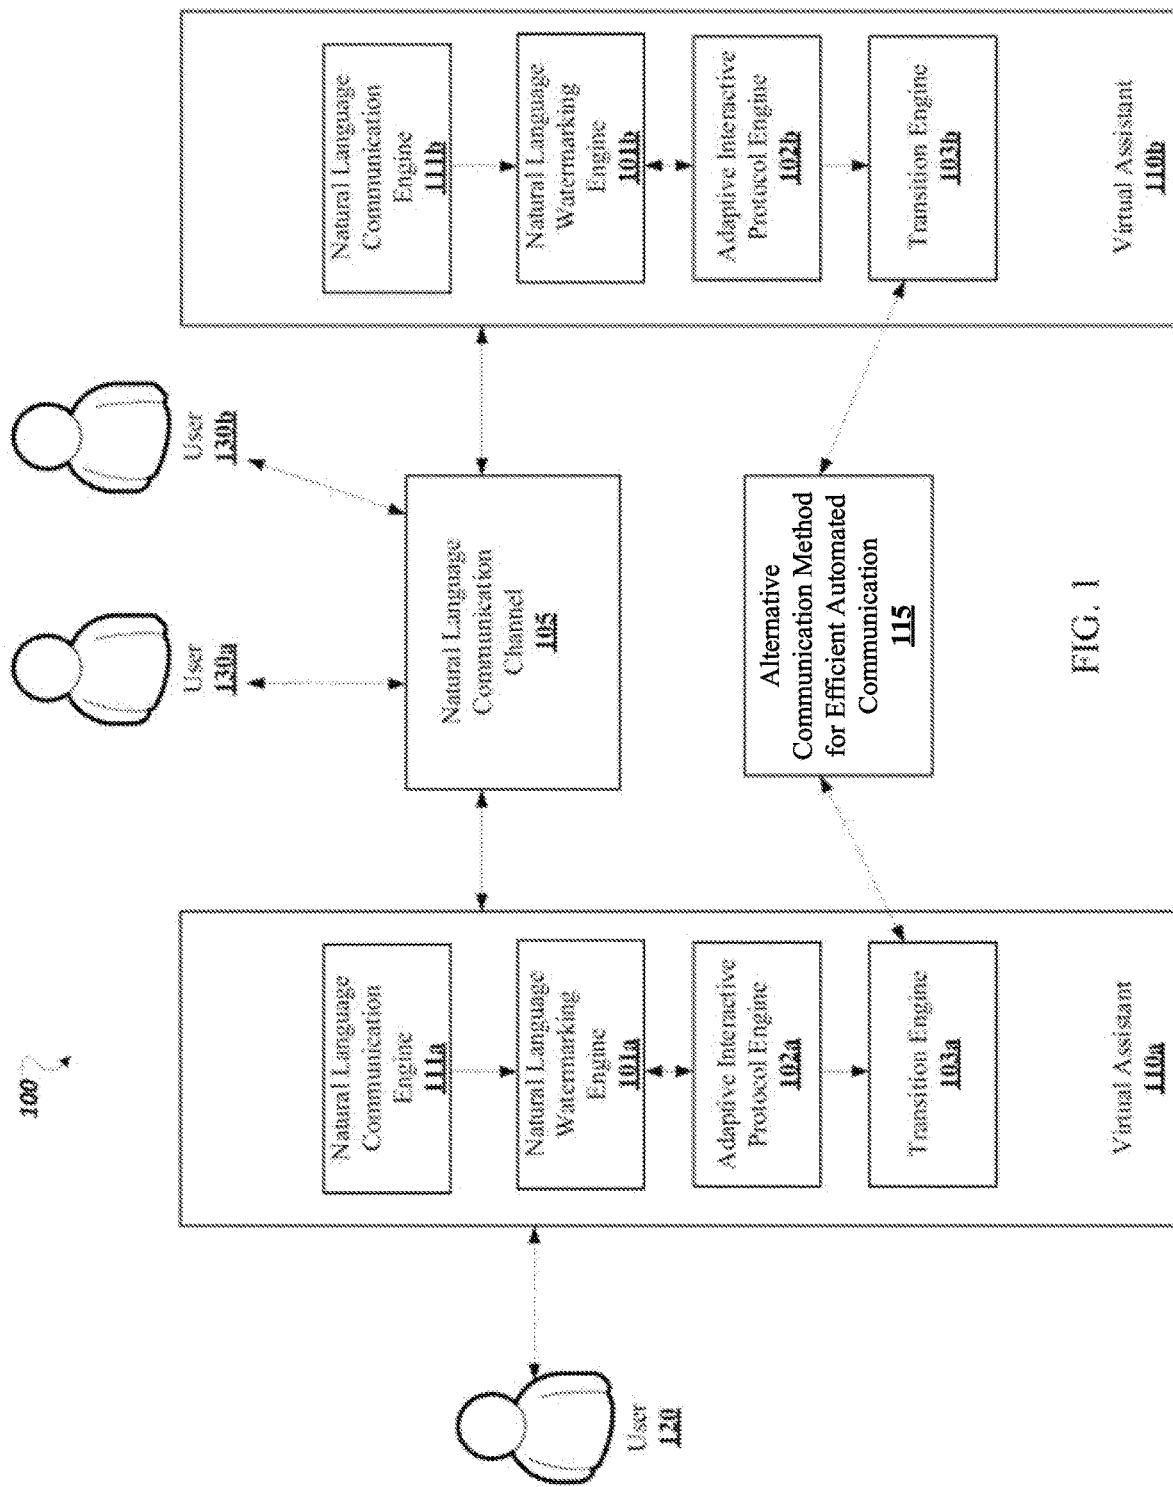 100
User
120
Natural Language
Communication
Engine
111a
Natural Language
Watermarking
Engine
101a
Adaptive Interactive
Protocol Engine
102a
Transition Engine
103a
Virtual Assistant
110a
User
130a
User
130b
Natural Language
Communication
Channel
105
Alternative
Communication Method
for Efficient Automated
Communication
115
Natural Language
Communication
Engine
111b
Natural Language
Watermarking
Engine
101b
Adaptive Interactive
Protocol Engine
102b
Transition Engine
103b
Virtual Assistant
110b
FIG. 1